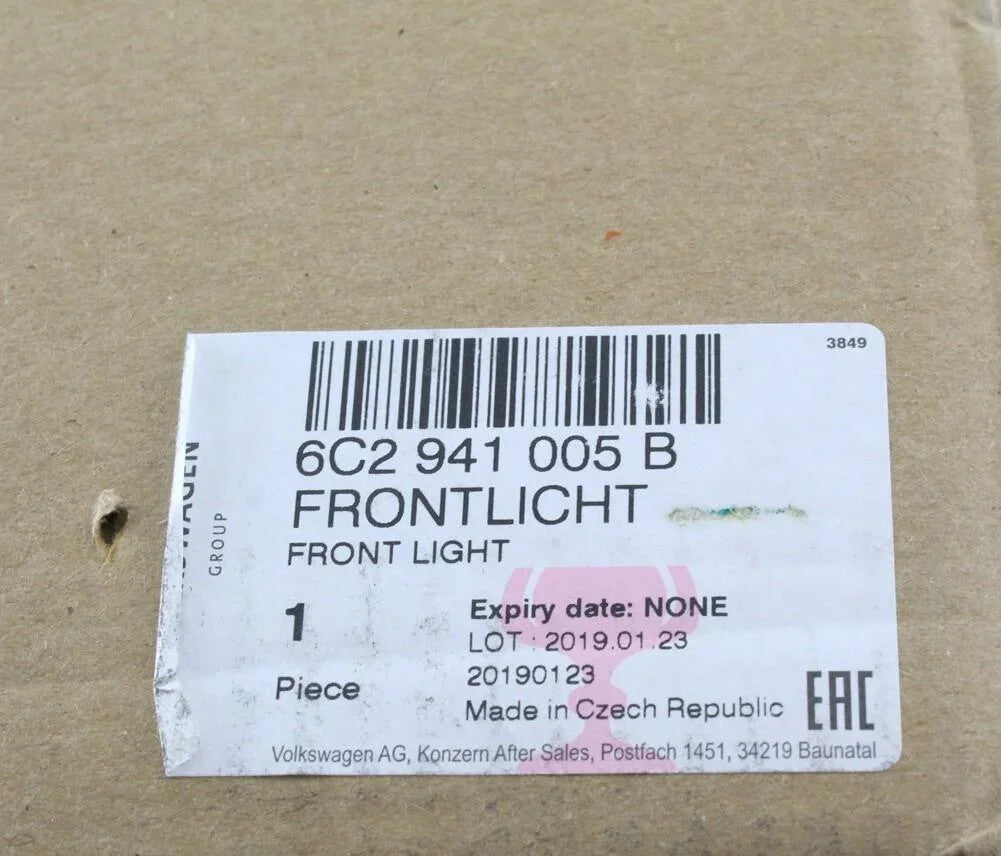 3849
6C2 941 005 B
FRONTLICHT
FRONT LIGHT
GROUP
1
Piece
Expiry date: NONE
LOT : 2019.01.23
20190123
Made in Czech Republic
EAC
Volkswagen AG, Konzern After Sales, Postfach 1451, 34219 Baunatal